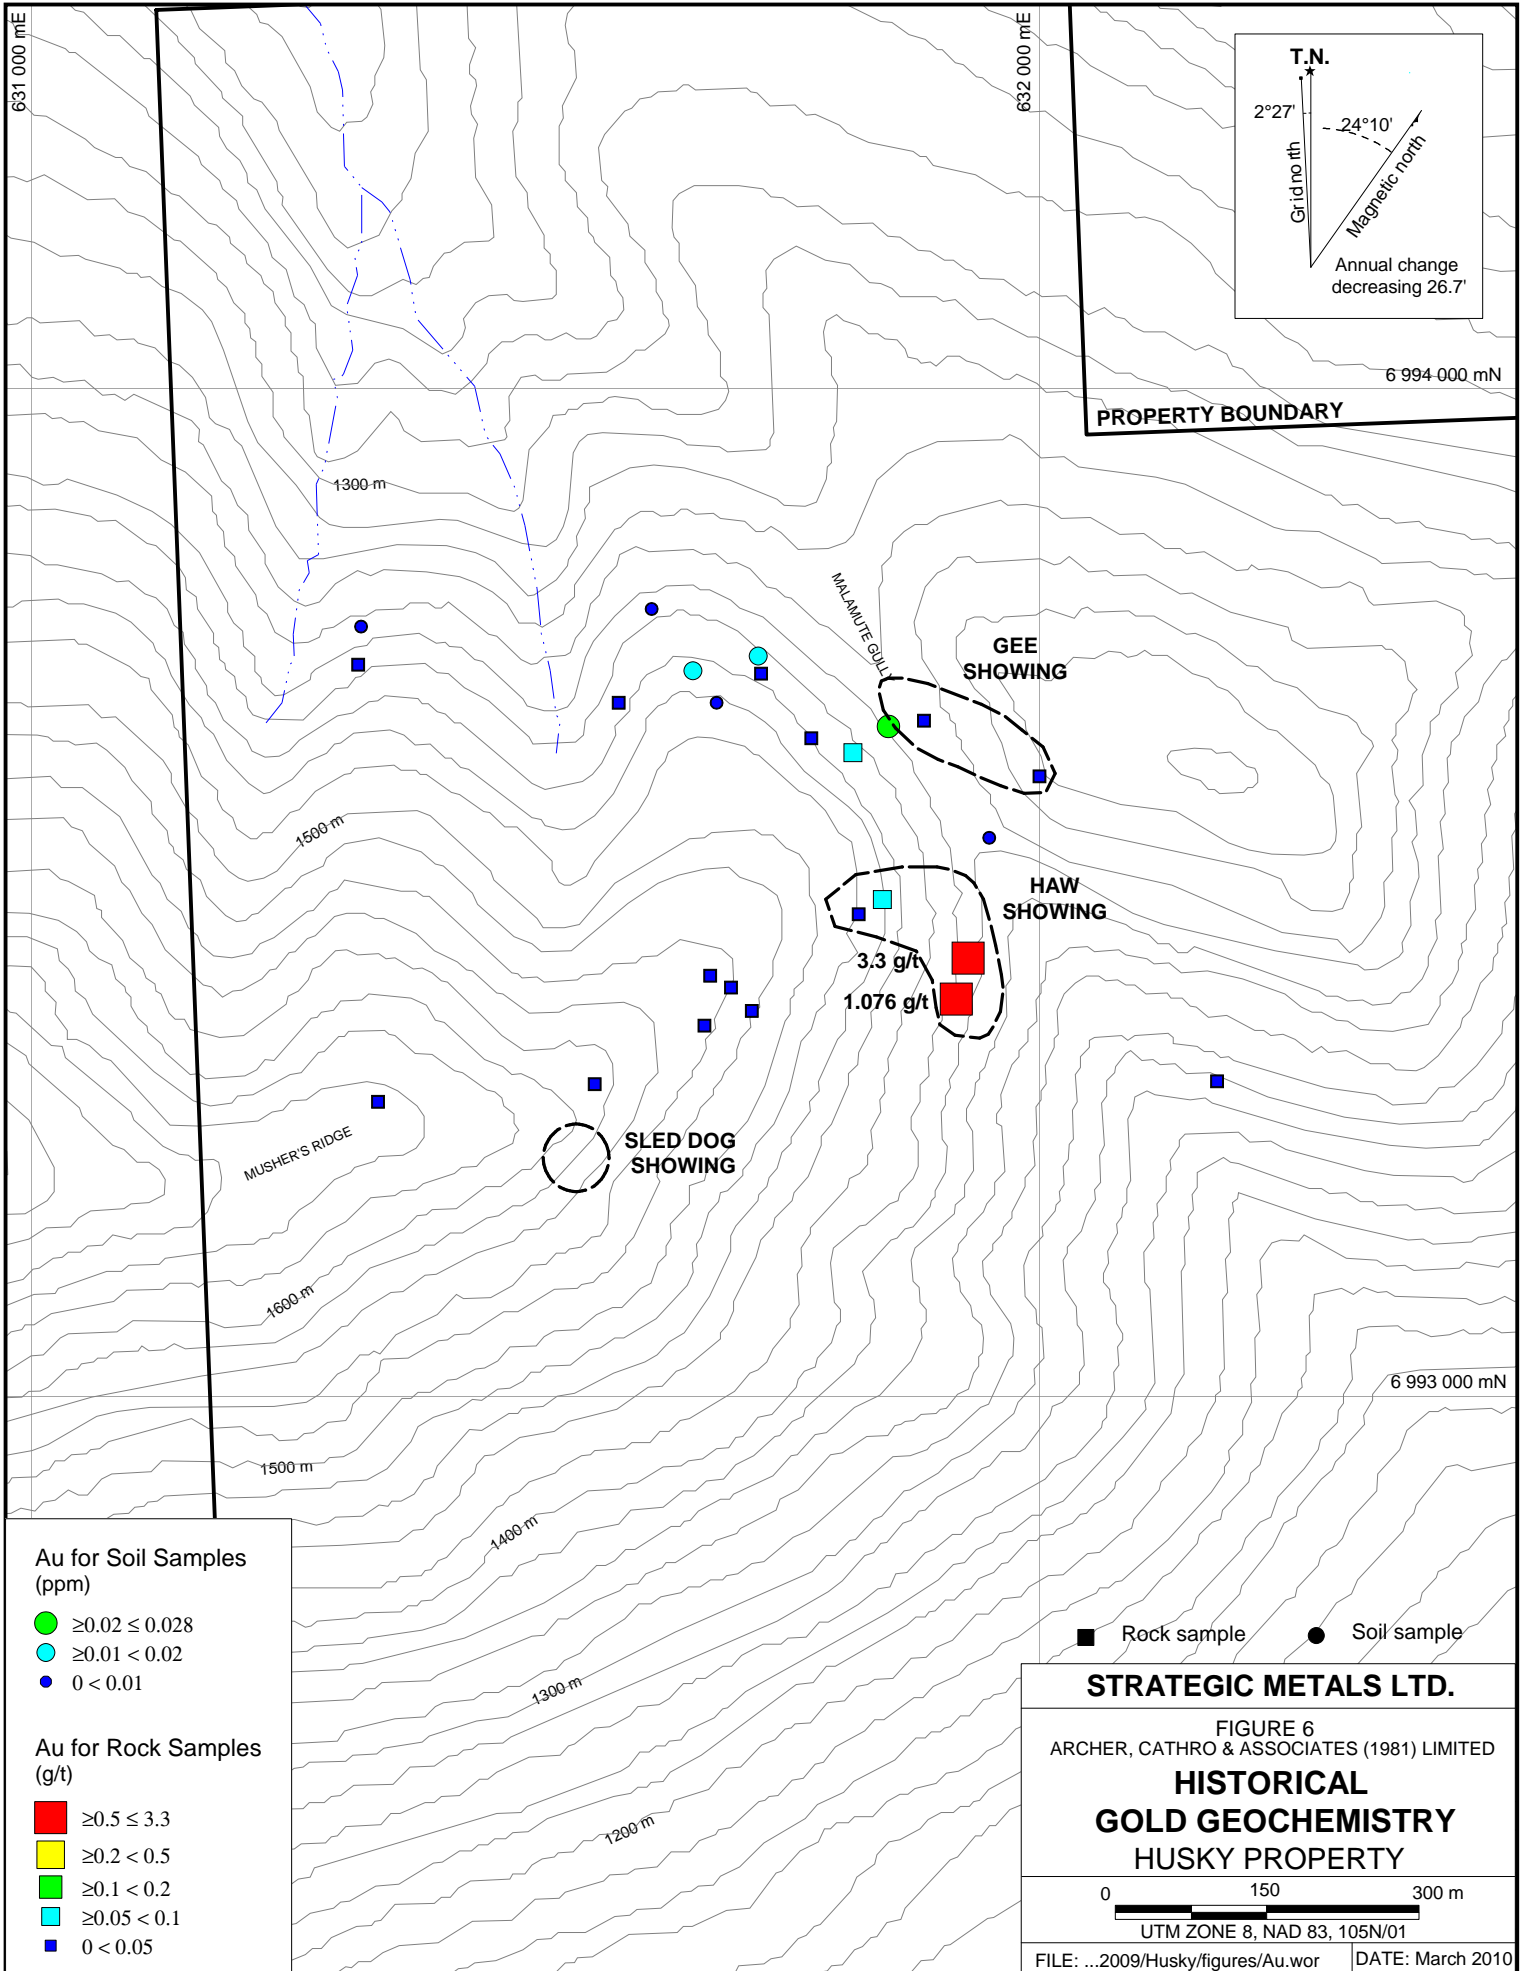 631 000 mE
632 000 mE
T.N.
2°27'
24°10'
Grid north
Magnetic north
Annual change
decreasing 26.7'
6 994 000 mN
PROPERTY BOUNDARY
1300 m
MALAMUTE GULLY
GEE
SHOWING
1500 m
HAW
SHOWING
3.3 g/t
1.076 g/t
MUSHER'S RIDGE
SLED DOG
SHOWING
1600 m
6 993 000 mN
1500 m
1400 m
1300 m
1200 m
Au for Soil Samples
(ppm)
≥0.02 ≤ 0.028
≥0.01 < 0.02
0 < 0.01
Au for Rock Samples
(g/t)
≥0.5 ≤ 3.3
≥0.2 < 0.5
≥0.1 < 0.2
≥0.05 < 0.1
0 < 0.05
Rock sample
Soil sample
STRATEGIC METALS LTD.
FIGURE 6
ARCHER, CATHRO & ASSOCIATES (1981) LIMITED
HISTORICAL
GOLD GEOCHEMISTRY
HUSKY PROPERTY
0 150 300 m
UTM ZONE 8, NAD 83, 105N/01
FILE: ...2009/Husky/figures/Au.wor
DATE: March 2010